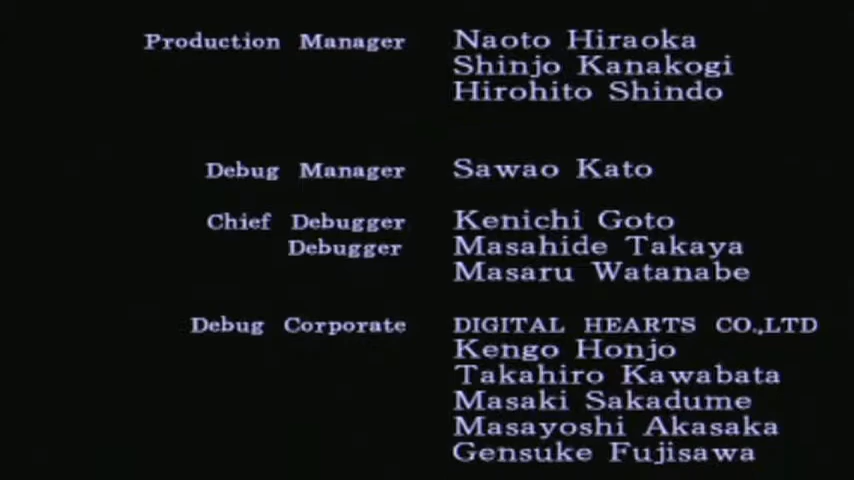 Production Manager Naoto Hiraoka
Shinjo Kanakogi
Hirohito Shindo
Debug Manager Sawao Kato
Chief Debugger Kenichi Goto
Debugger Masahide Takaya
Masaru Watanabe
Debug Corporate DIGITAL HEARTS CO.,LTD
Kengo Honjo
Takahiro Kawabata
Masaki Sakadume
Masayoshi Akasaka
Gensuke Fujisawa